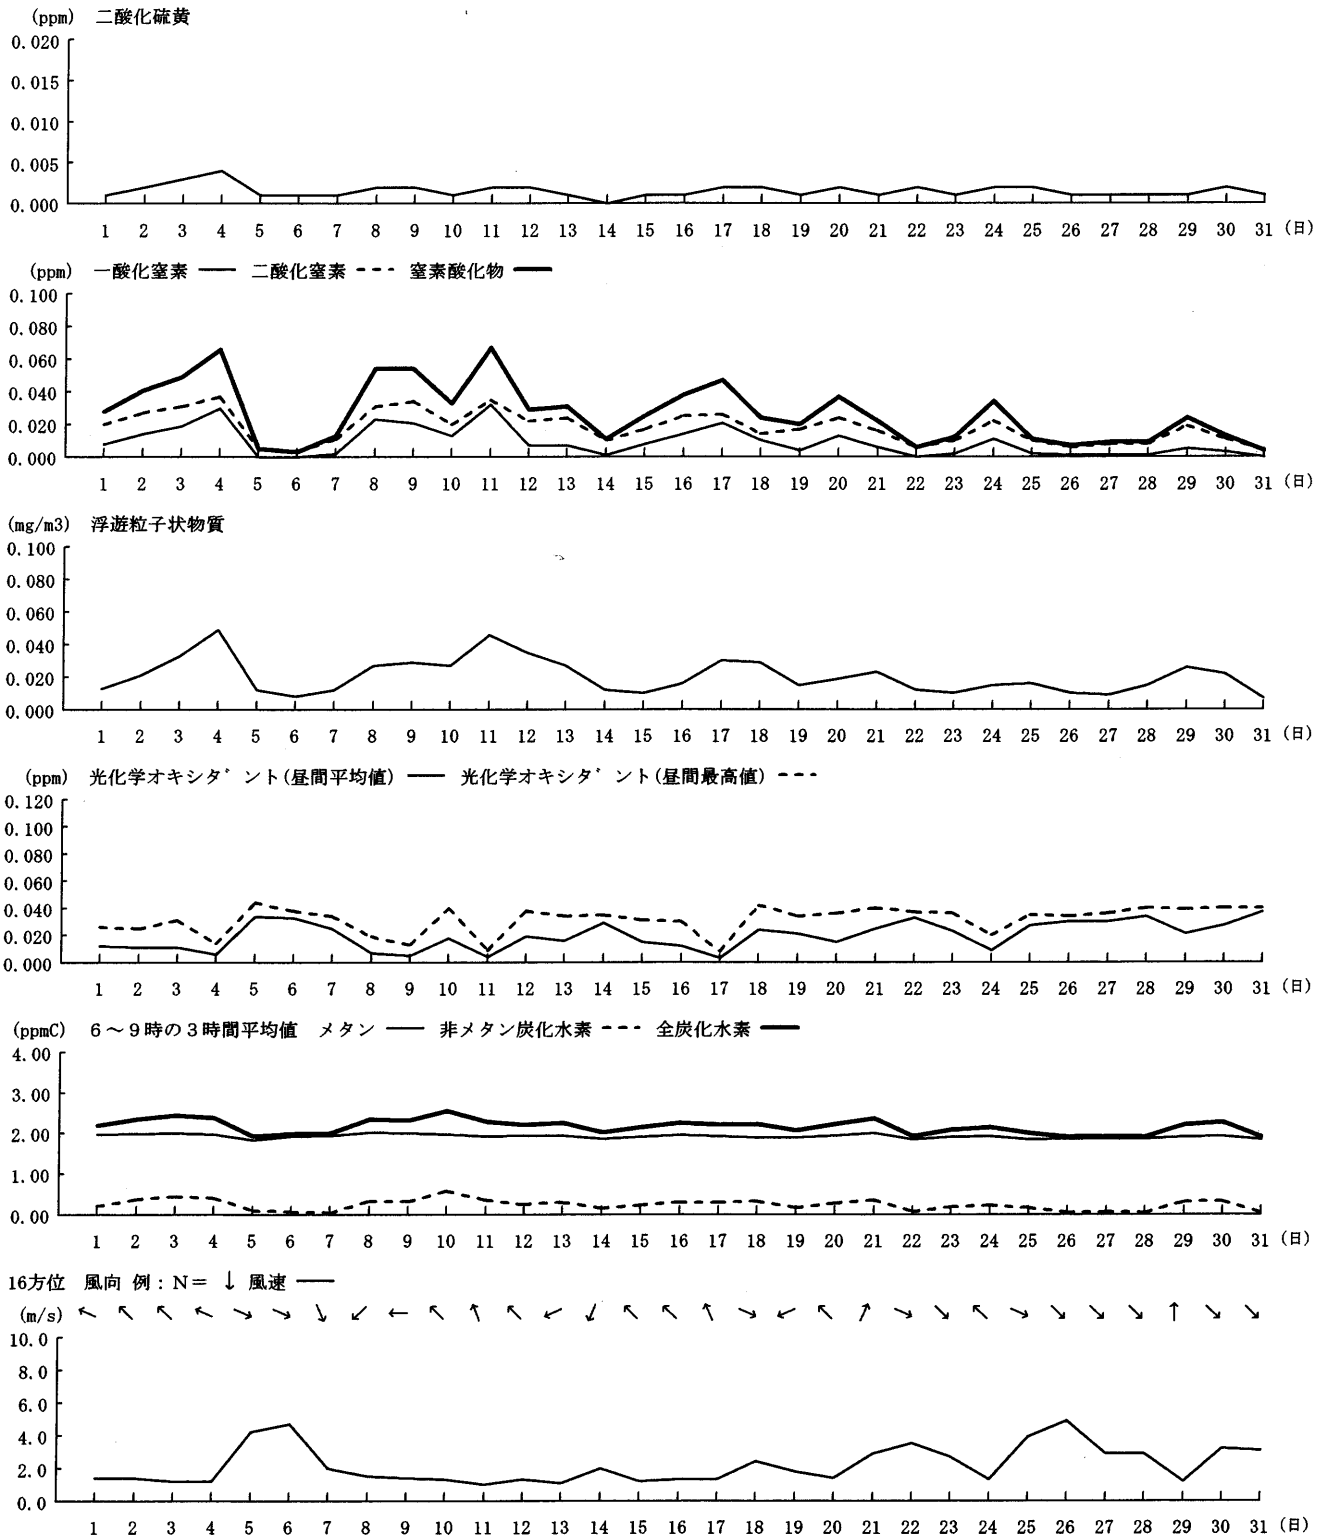 (ppm) 二酸化硫黄
0.020
0.015
0.010
0.005
0.000
1 2 3 4 5 6 7 8 9 10 11 12 13 14 15 16 17 18 19 20 21 22 23 24 25 26 27 28 29 30 31 (日)
(ppm) 一酸化窒素 二酸化窒素 窒素酸化物
0.100
0.080
0.060
0.040
0.020
0.000
1 2 3 4 5 6 7 8 9 10 11 12 13 14 15 16 17 18 19 20 21 22 23 24 25 26 27 28 29 30 31 (日)
(mg/m3) 浮遊粒子状物質
0.100
0.080
0.060
0.040
0.020
0.000
1 2 3 4 5 6 7 8 9 10 11 12 13 14 15 16 17 18 19 20 21 22 23 24 25 26 27 28 29 30 31 (日)
(ppm) 光化学オキシタ゛ント(昼間平均値) 光化学オキシタ゛ント(昼間最高値)
0.120
0.100
0.080
0.060
0.040
0.020
0.000
1 2 3 4 5 6 7 8 9 10 11 12 13 14 15 16 17 18 19 20 21 22 23 24 25 26 27 28 29 30 31 (日)
(ppmC) 6～9時の3時間平均値 メタン 非メタン炭化水素 全炭化水素
4.00
3.00
2.00
1.00
0.00
1 2 3 4 5 6 7 8 9 10 11 12 13 14 15 16 17 18 19 20 21 22 23 24 25 26 27 28 29 30 31 (日)
16方位 風向 例：N＝ ↓ 風速
(m/s)
10.0
8.0
6.0
4.0
2.0
0.0
1 2 3 4 5 6 7 8 9 10 11 12 13 14 15 16 17 18 19 20 21 22 23 24 25 26 27 28 29 30 31 (日)